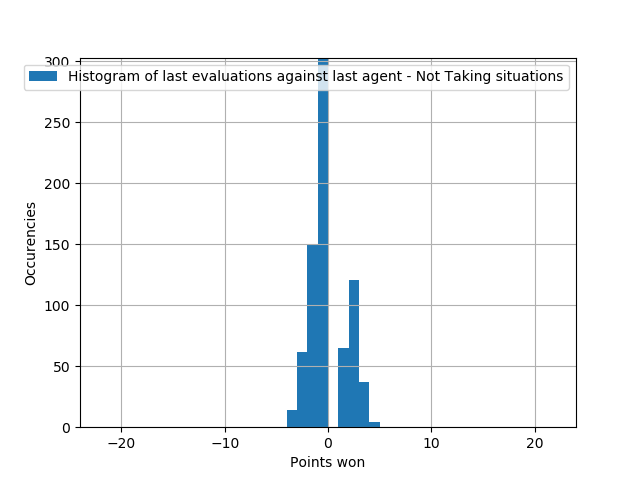 Histogram of last evaluations against last agent - Not Taking situations
300
250
200
150
100
50
0
Occurencies
−20 −10 0 10 20
Points won